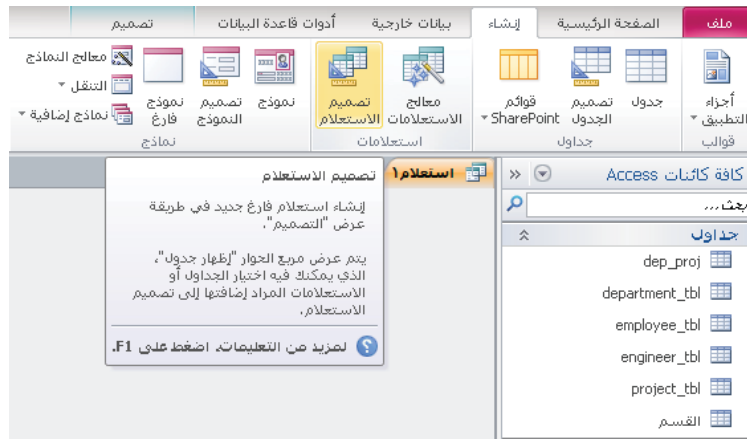 ملف
الصفحة الرئيسية
إنشاء
بيانات خارجية
أدوات قاعدة البيانات
تصميم
أجزاء
التطبيق
قوالب
جدول
تصميم
الجدول
قوائم
SharePoint
جداول
معالج
الاستعلامات
تصميم
الاستعلام
استعلامات
نموذج
تصميم
النموذج
نموذج
فارغ
معالج النماذج
التنقل
نماذج إضافية
نماذج
كافة كائنات Access
بحث...
جداول
dep_proj
department_tbl
employee_tbl
engineer_tbl
project_tbl
القسم
استعلام١
تصميم الاستعلام
إنشاء استعلام فارغ جديد في طريقة
عرض "التصميم".
يتم عرض مربع الحوار "إظهار جدول"،
الذي يمكنك فيه اختيار الجداول أو
الاستعلامات المراد إضافتها إلى تصميم
الاستعلام.
لمزيد من التعليمات، اضغط على F1.